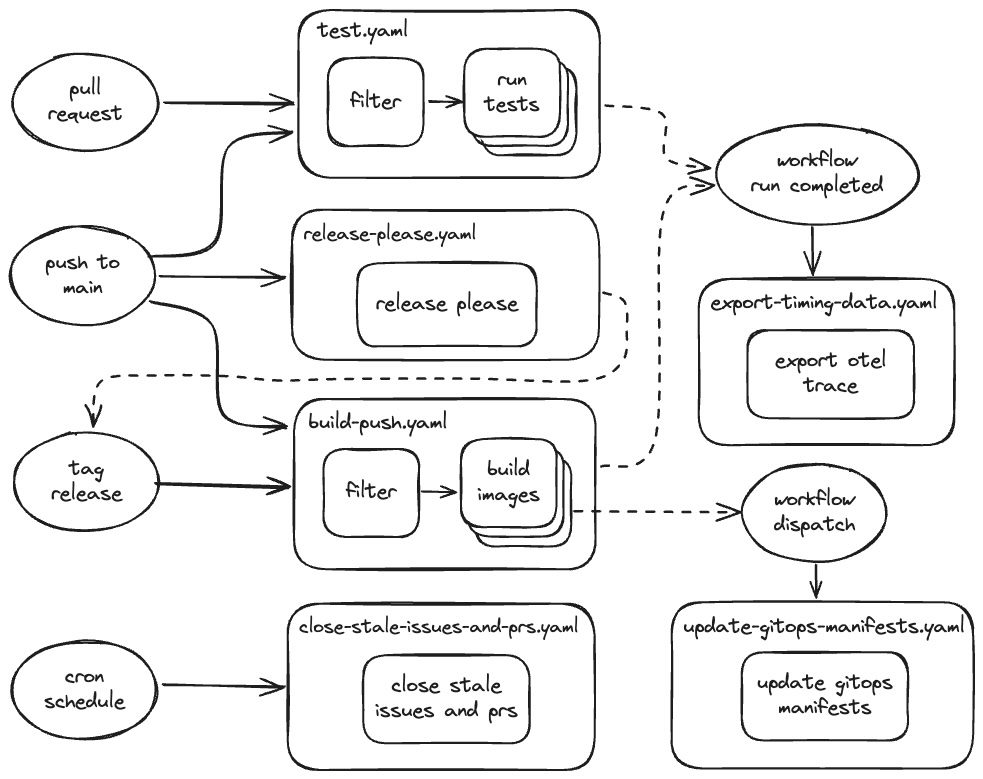 test.yaml
pull
request
filter
run
tests
workflow
run completed
release-please.yaml
push to
main
release please
export-timing-data.yaml
export otel
trace
build-push.yaml
tag
release
filter
build
images
workflow
dispatch
close-stale-issues-and-prs.yaml
cron
schedule
close stale
issues and prs
update-gitops-manifests.yaml
update gitops
manifests